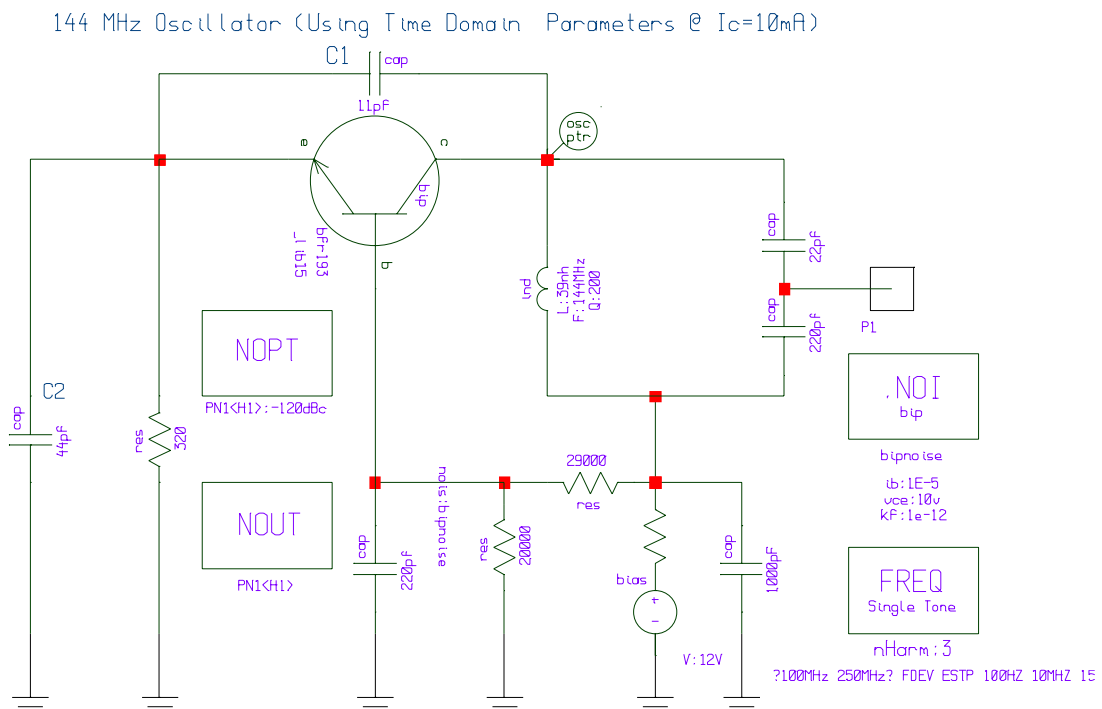 144 MHz Oscillator (Using Time Domain Parameters @ Ic=10mA)
C1
cap
11pF
osc
ptr
e
c
bip
bfr193
_lib15
b
cap
22pf
ind
L:39nh
F:144MHz
Q:200
cap
220pf
P1
NOPT
PN1<H1>:-120dBc
.NOI
bip
bipnoise
ib:1E-5
vce:10v
kF:1e-12
C2
cap
44pf
res
320
NOUT
PN1<H1>
nois:bipnoise
29000
res
cap
220pf
res
20000
bias
+
-
V:12V
cap
1000pF
FREQ
Single Tone
nHarm:3
?100MHz 250MHz? FDEV ESTP 100HZ 10MHZ 15